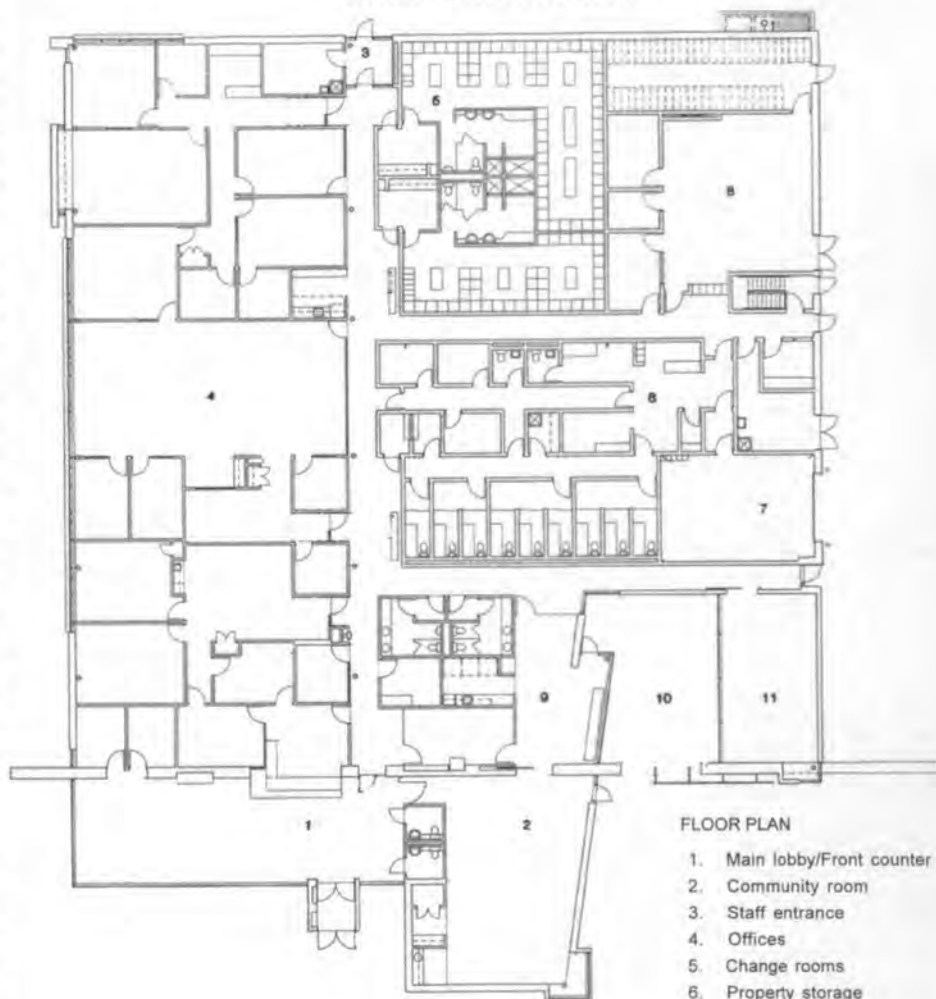 3
5
8
4
8
7
9
10
11
1
2
FLOOR PLAN
1. Main lobby/Front counter
2. Community room
3. Staff entrance
4. Offices
5. Change rooms
6. Property storage